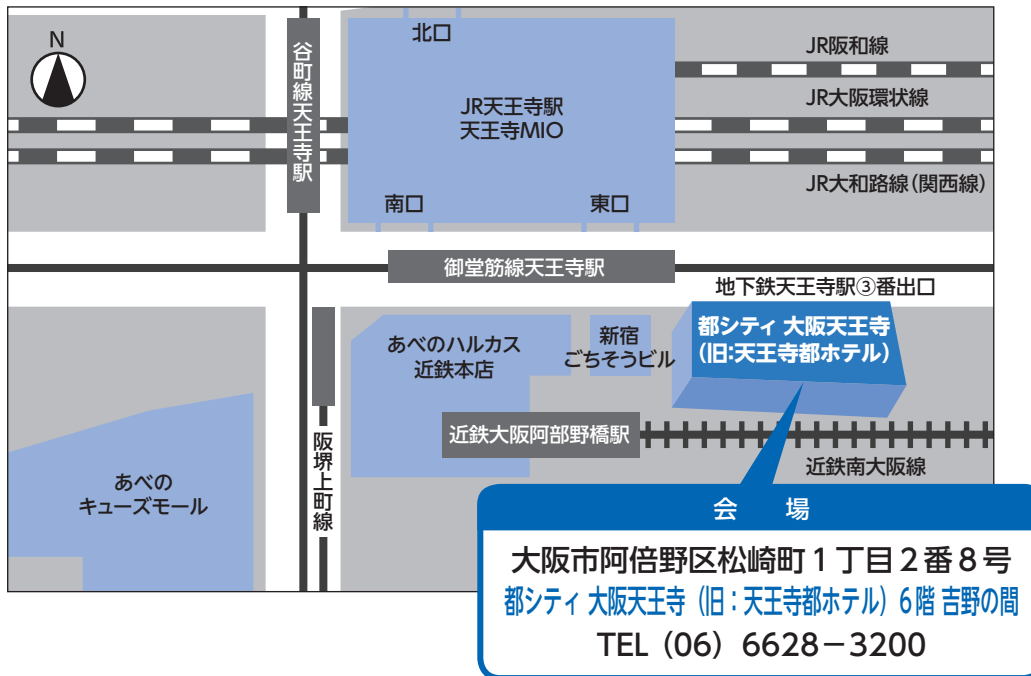 N
谷町線天王寺駅
北口
JR天王寺駅
天王寺MIO
JR阪和線
JR大阪環状線
JR大和路線(関西線)
南口
東口
御堂筋線天王寺駅
地下鉄天王寺駅③番出口
あべのハルカス
近鉄本店
新宿
ごちそうビル
都シティ 大阪天王寺
(旧:天王寺都ホテル)
近鉄大阪阿部野橋駅
近鉄南大阪線
阪堺上町線
あべの
キューズモール
会 場
大阪市阿倍野区松崎町1丁目2番8号
都シティ 大阪天王寺(旧:天王寺都ホテル)6階 吉野の間
TEL(06)6628-3200